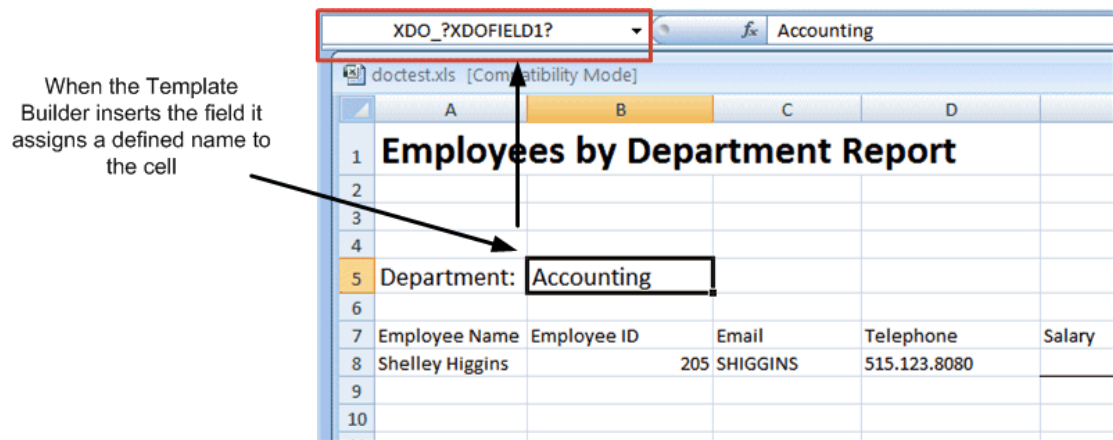 XDO_?XDOFIELD1? fx Accounting
doctest.xls [Compatibility Mode]
When the Template
Builder inserts the field it
assigns a defined name to
the cell
A B C D
1 Employees by Department Report
2
3
4
5 Department: Accounting
6
7 Employee Name Employee ID Email Telephone Salary
8 Shelley Higgins 205 SHIGGINS 515.123.8080
9
10